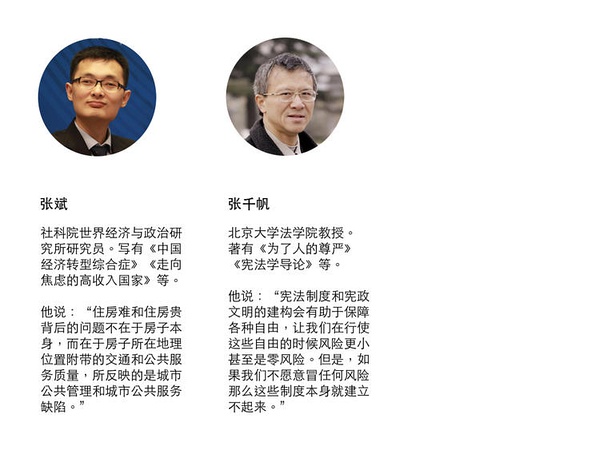 张斌
社科院世界经济与政治研
究所研究员。写有《中国
经济转型综合症》《走向
焦虑的高收入国家》等。
他说：“住房难和住房贵
背后的问题不在于房子本
身，而在于房子所在地理
位置附带的交通和公共服
务质量，所反映的是城市
公共管理和城市公共服务
缺陷。”
张千帆
北京大学法学院教授。
著有《为了人的尊严》
《宪法学导论》等。
他说：“宪法制度和宪政
文明的建构会有助于保障
各种自由，让我们在行使
这些自由的时候风险更小
甚至是零风险。但是，如
果我们不愿意冒任何风险
那么这些制度本身就建立
不起来。”